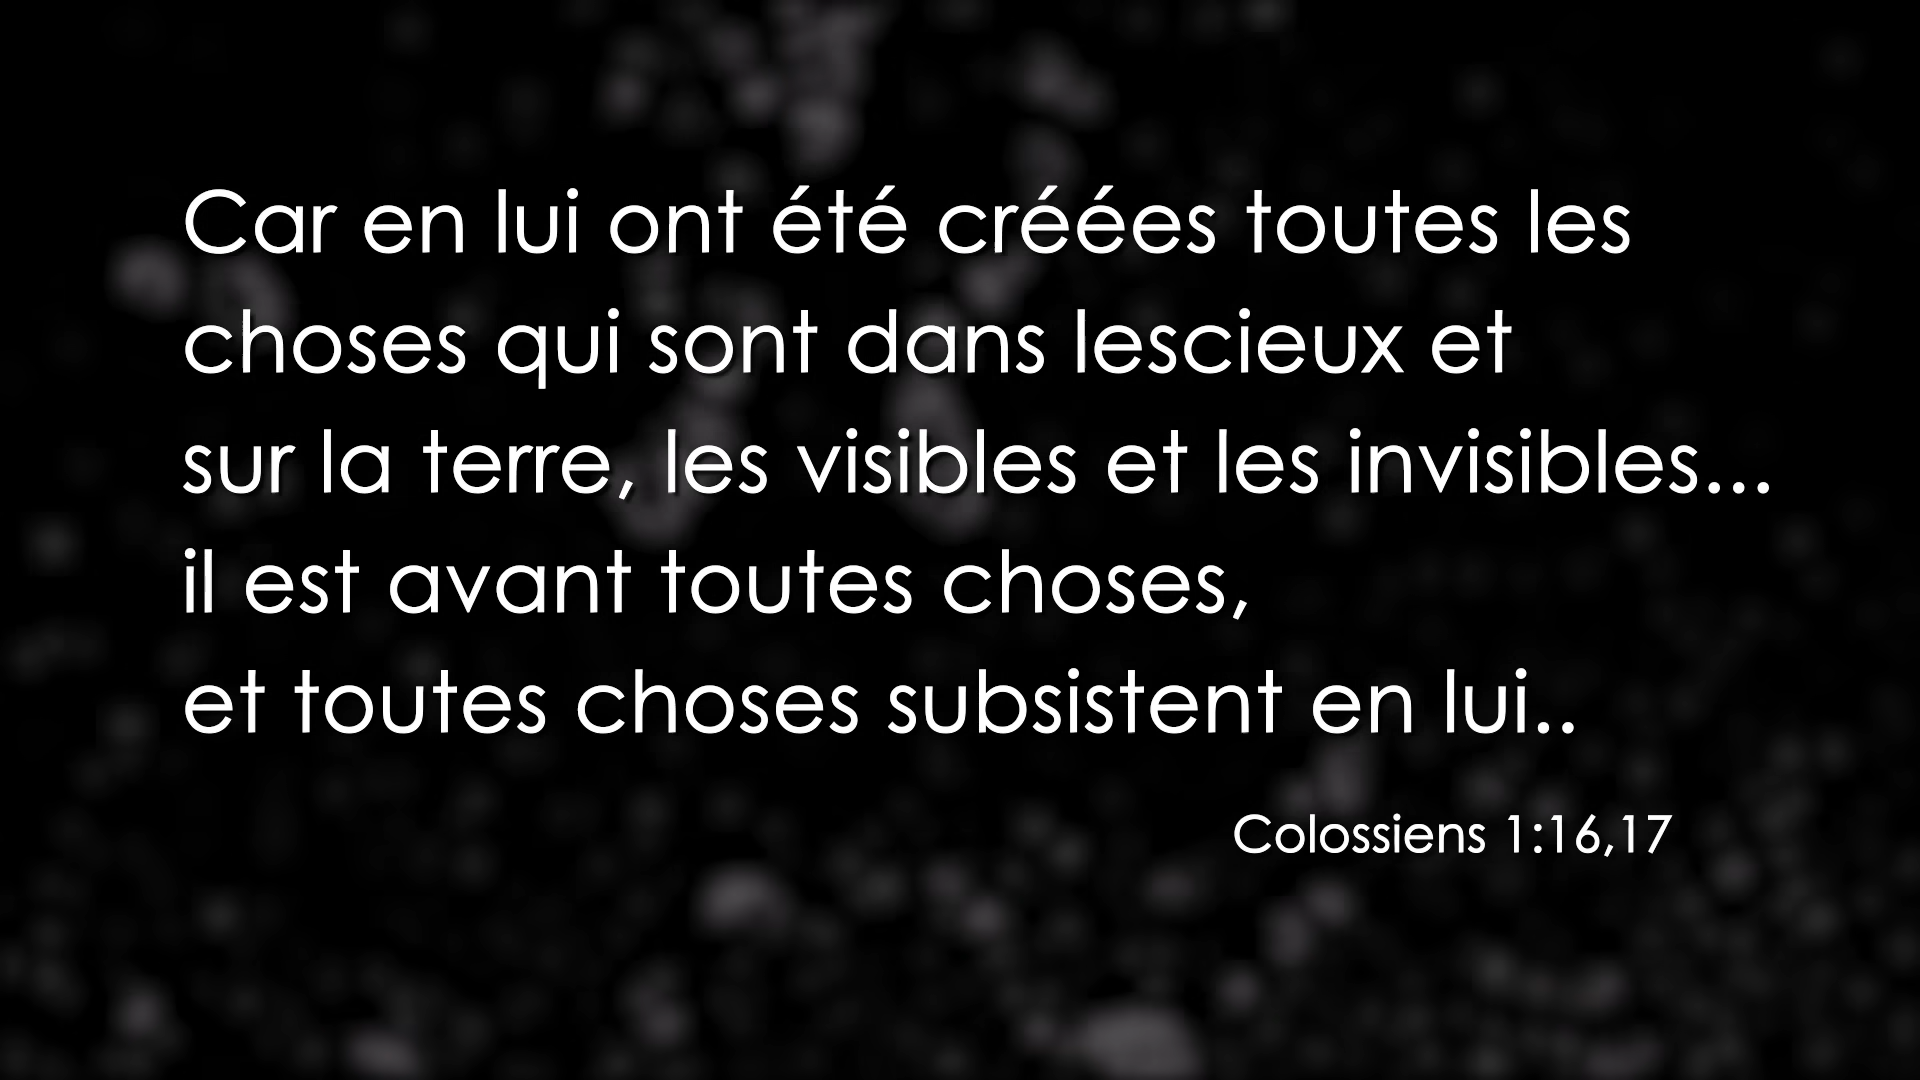 Car en lui ont été créées toutes les
choses qui sont dans lescieux et
sur la terre, les visibles et les invisibles...
il est avant toutes choses,
et toutes choses subsistent en lui..
Colossiens 1:16,17